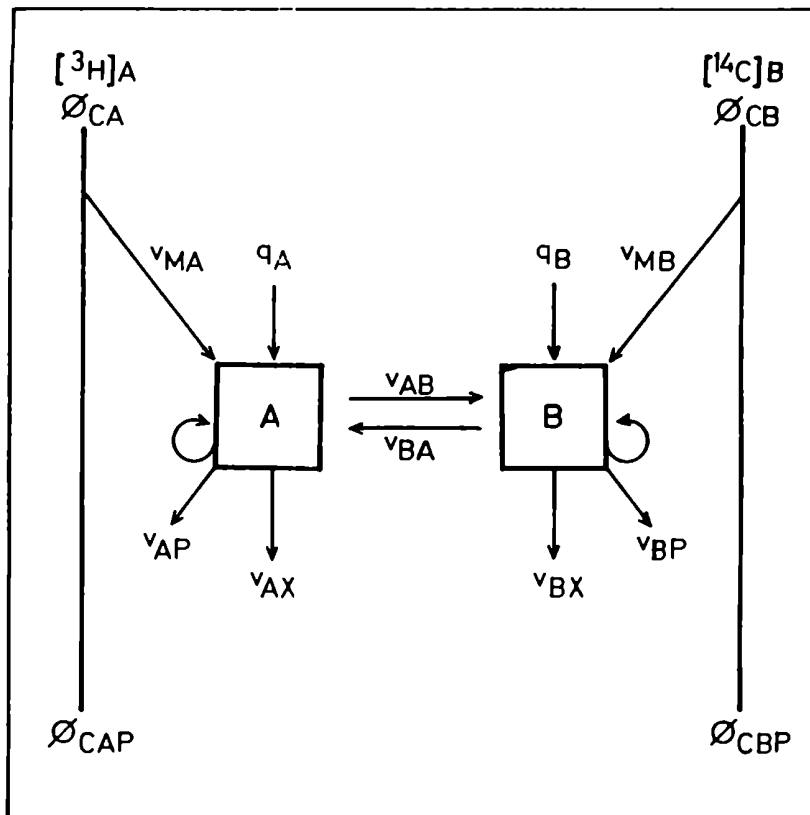 [³H]A [¹⁴C]B
ØCA ØCB
vMA qA qB vMB
vAB
A B
vBA
vAP vBP
vAX vBX
ØCAP ØCBP